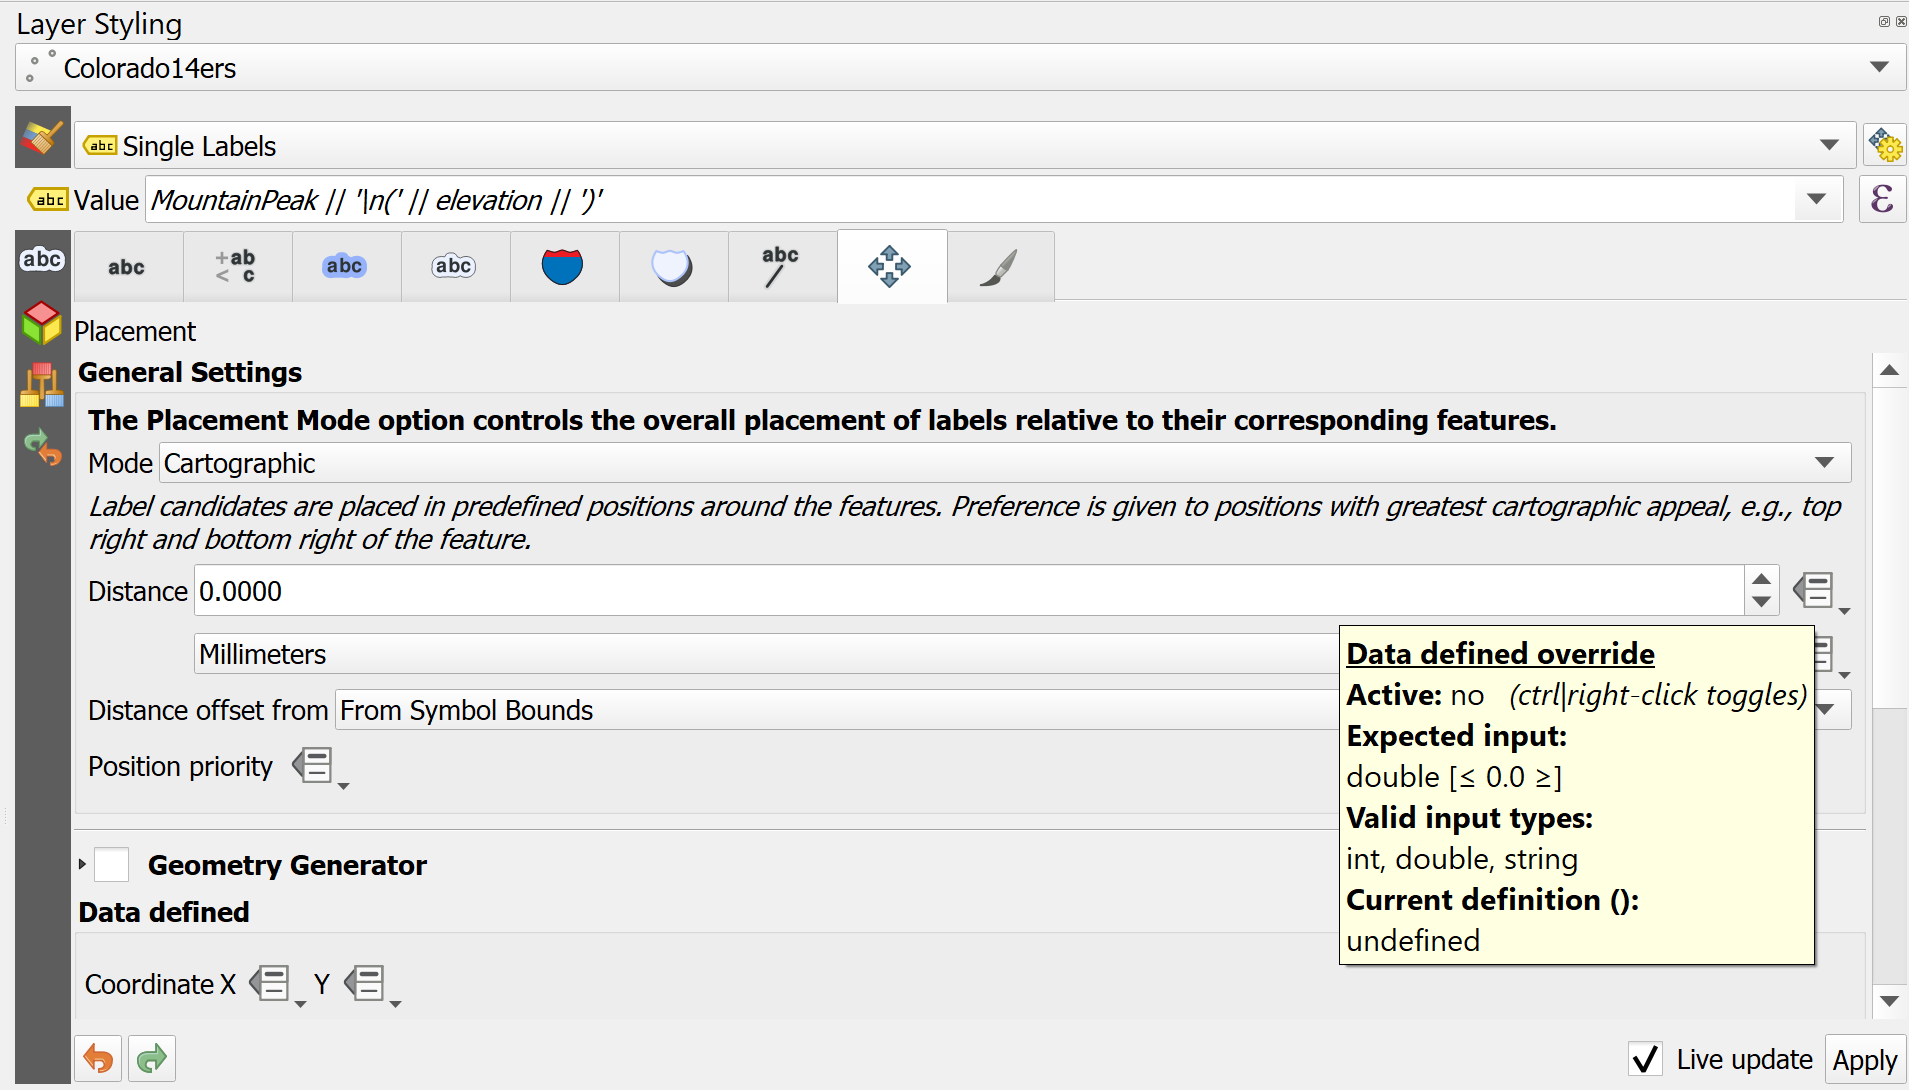 Layer Styling
Colorado14ers
abc Single Labels
abc Value MountainPeak || '\n(' || elevation || ')' ε
abc abc +ab < c abc abc abc
Placement
General Settings
The Placement Mode option controls the overall placement of labels relative to their corresponding features.
Mode Cartographic
Label candidates are placed in predefined positions around the features. Preference is given to positions with greatest cartographic appeal, e.g., top
right and bottom right of the feature.
Distance 0.0000
Millimeters
Distance offset from From Symbol Bounds
Position priority
Data defined override
Active: no (ctrl|right-click toggles)
Expected input:
double [≤ 0.0 ≥]
Valid input types:
int, double, string
Current definition ():
undefined
Geometry Generator
Data defined
Coordinate X Y
Live update Apply